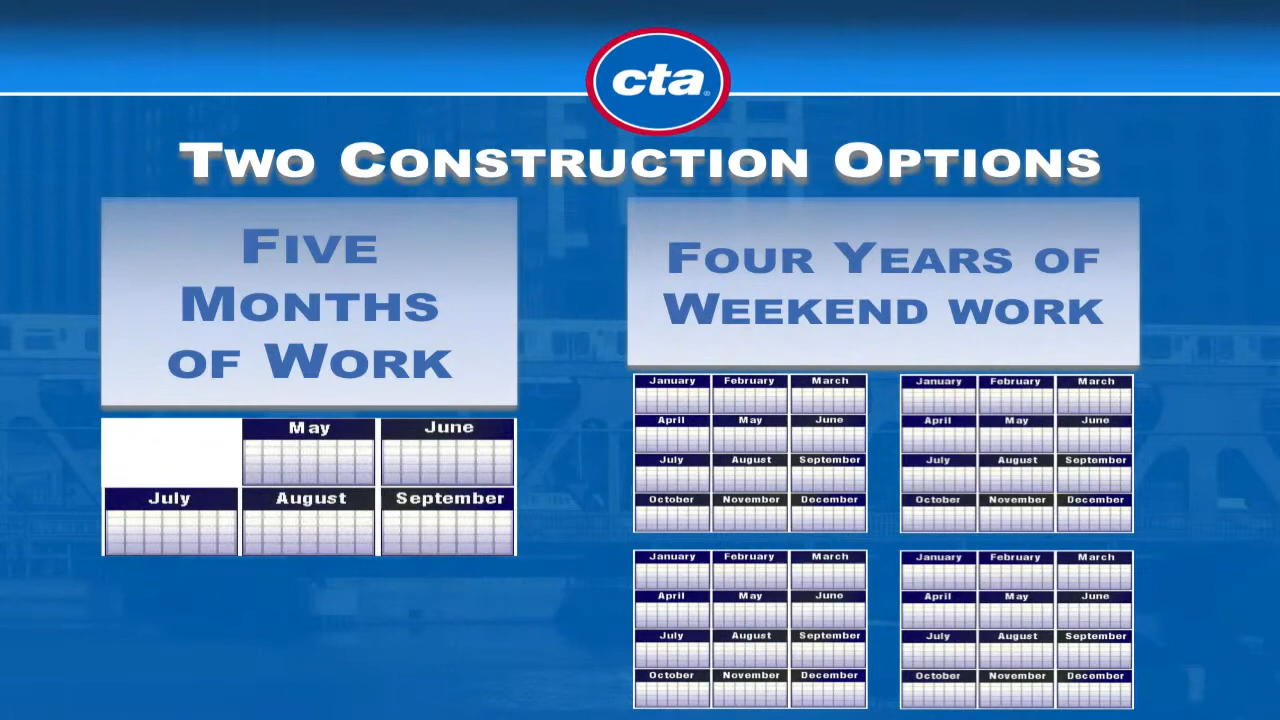 cta
Two Construction Options
Five
Months
of Work
May June
July August September
Four Years of
Weekend work
January February March
April May June
July August September
October November December
January February March
April May June
July August September
October November December
January February March
April May June
July August September
October November December
January February March
April May June
July August September
October November December